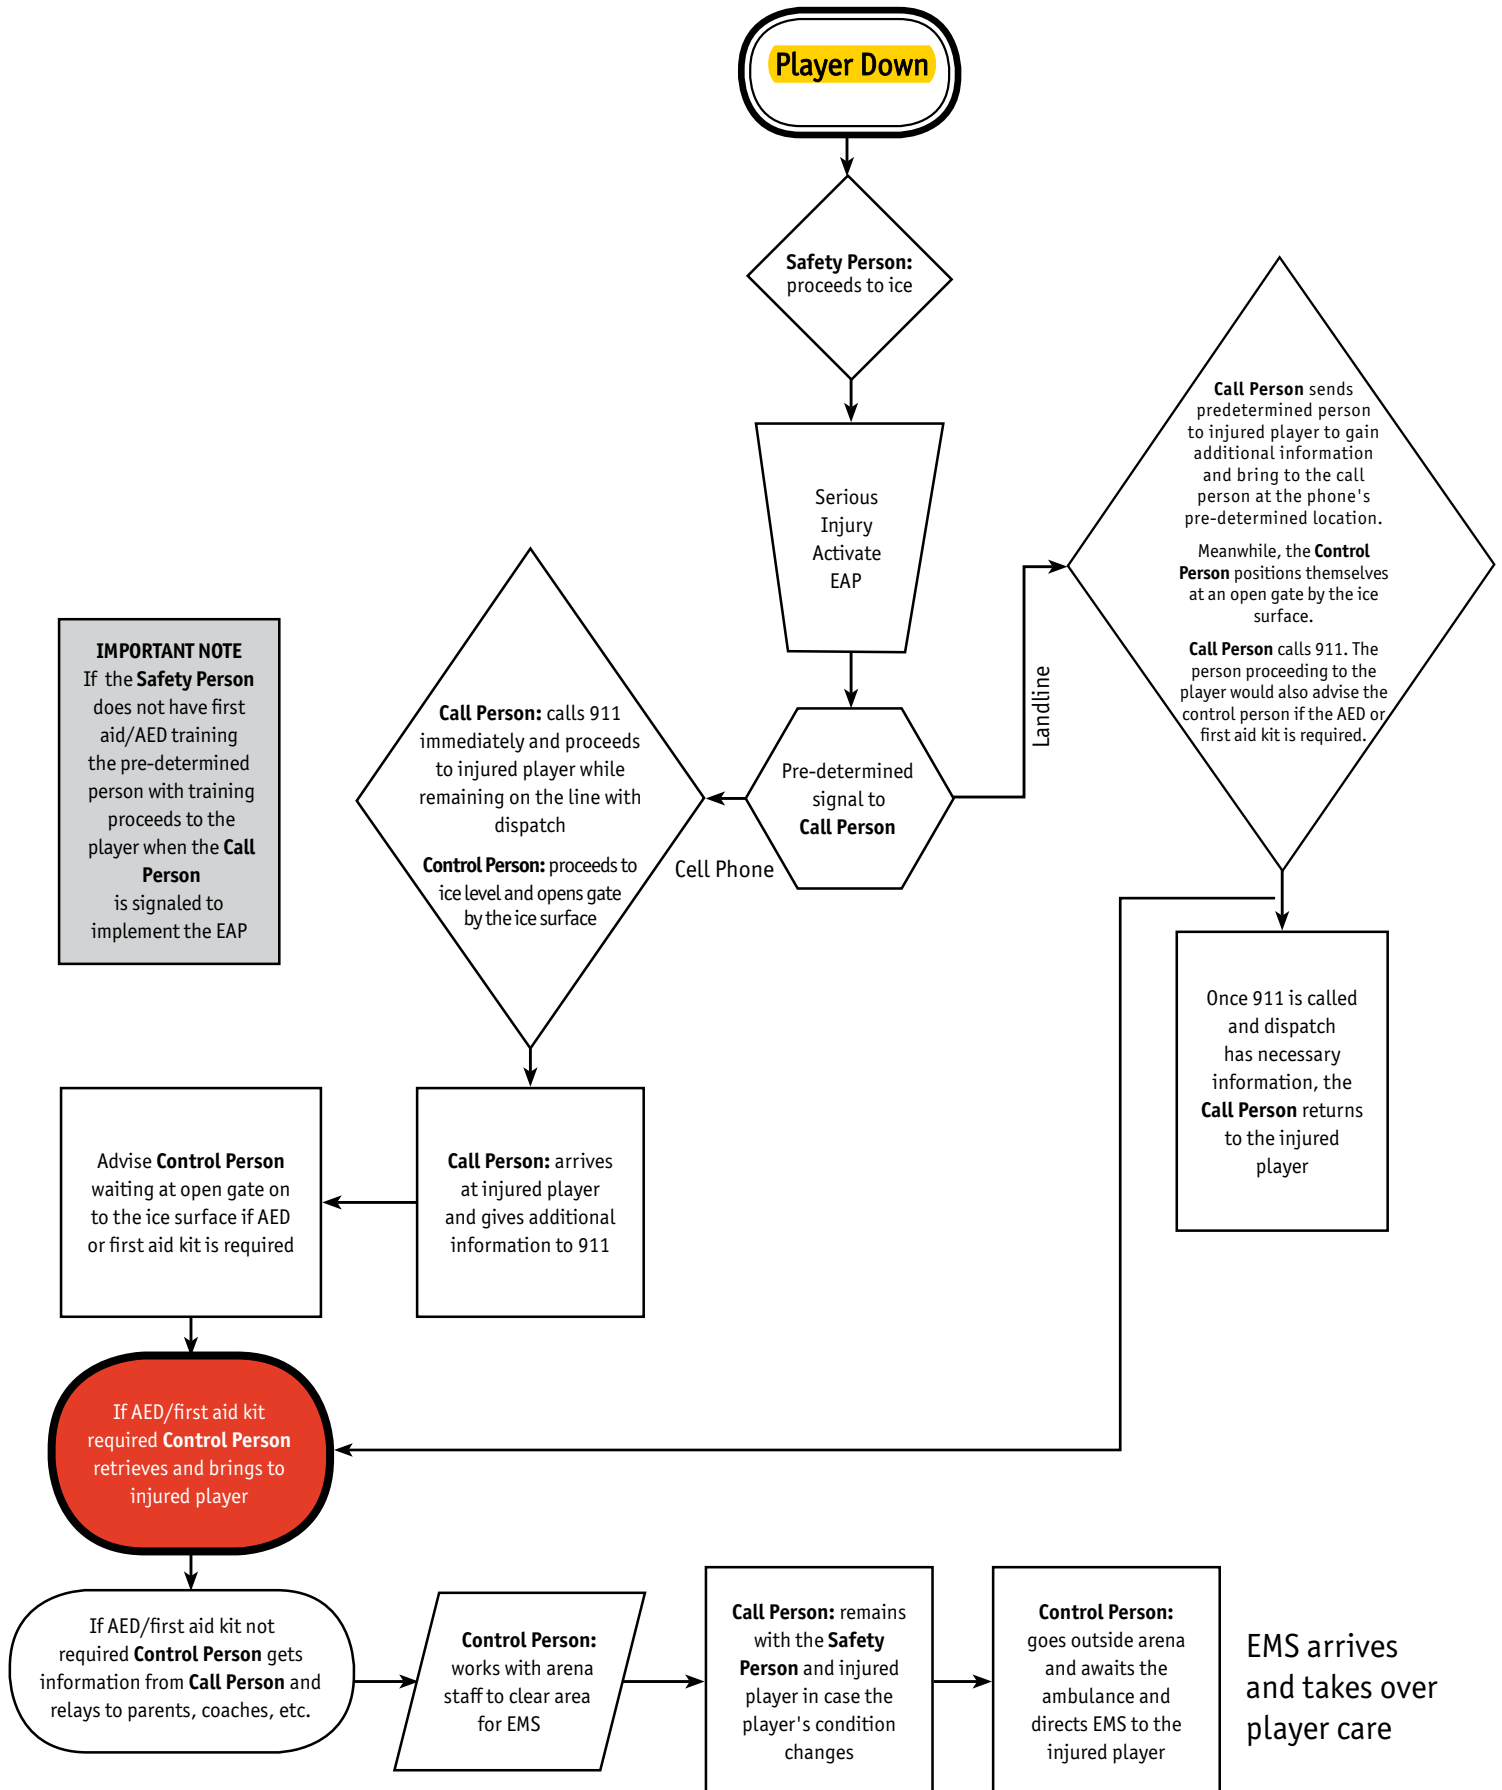 Player Down
Safety Person:
proceeds to ice
Serious
Injury
Activate
EAP
Pre-determined
signal to
Call Person
Landline
Cell Phone
Call Person sends
predetermined person
to injured player to gain
additional information
and bring to the call
person at the phone's
pre-determined location.
Meanwhile, the Control
Person positions themselves
at an open gate by the ice
surface.
Call Person calls 911. The
person proceeding to the
player would also advise the
control person if the AED or
first aid kit is required.
Once 911 is called
and dispatch
has necessary
information, the
Call Person returns
to the injured
player
IMPORTANT NOTE
If the Safety Person
does not have first
aid/AED training
the pre-determined
person with training
proceeds to the
player when the Call
Person
is signaled to
implement the EAP
Call Person: calls 911
immediately and proceeds
to injured player while
remaining on the line with
dispatch
Control Person: proceeds to
ice level and opens gate
by the ice surface
Call Person: arrives
at injured player
and gives additional
information to 911
Advise Control Person
waiting at open gate on
to the ice surface if AED
or first aid kit is required
If AED/first aid kit
required Control Person
retrieves and brings to
injured player
If AED/first aid kit not
required Control Person gets
information from Call Person and
relays to parents, coaches, etc.
Control Person:
works with arena
staff to clear area
for EMS
Call Person: remains
with the Safety
Person and injured
player in case the
player's condition
changes
Control Person:
goes outside arena
and awaits the
ambulance and
directs EMS to the
injured player
EMS arrives
and takes over
player care